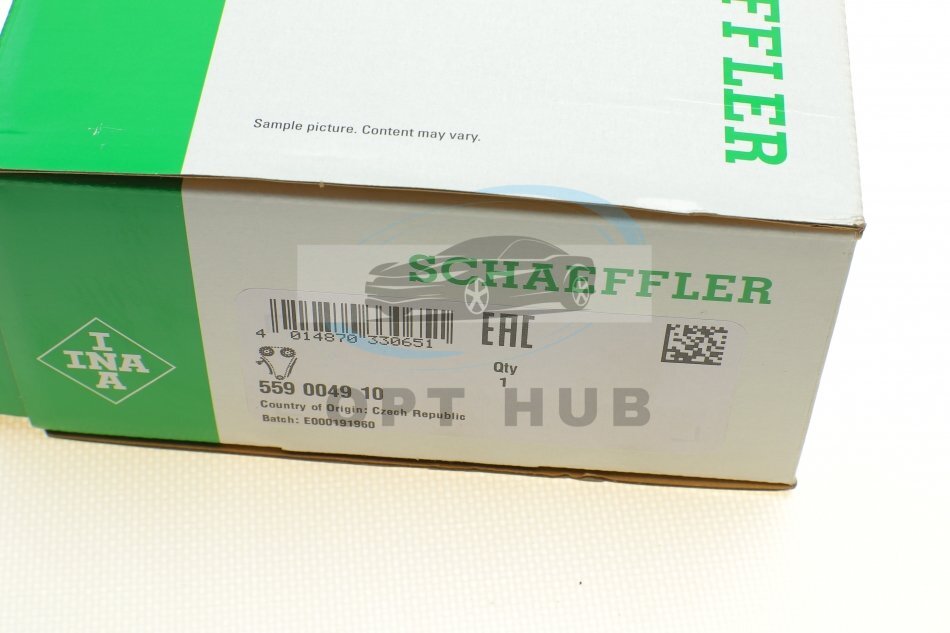 FFLER
Sample picture. Content may vary.
SCHAEFFLER
INA
INA
4 014870 330651
EAC
Qty
1
559 0049 10
Country of Origin: Czech Republic
Batch: E000191960
OPT HUB